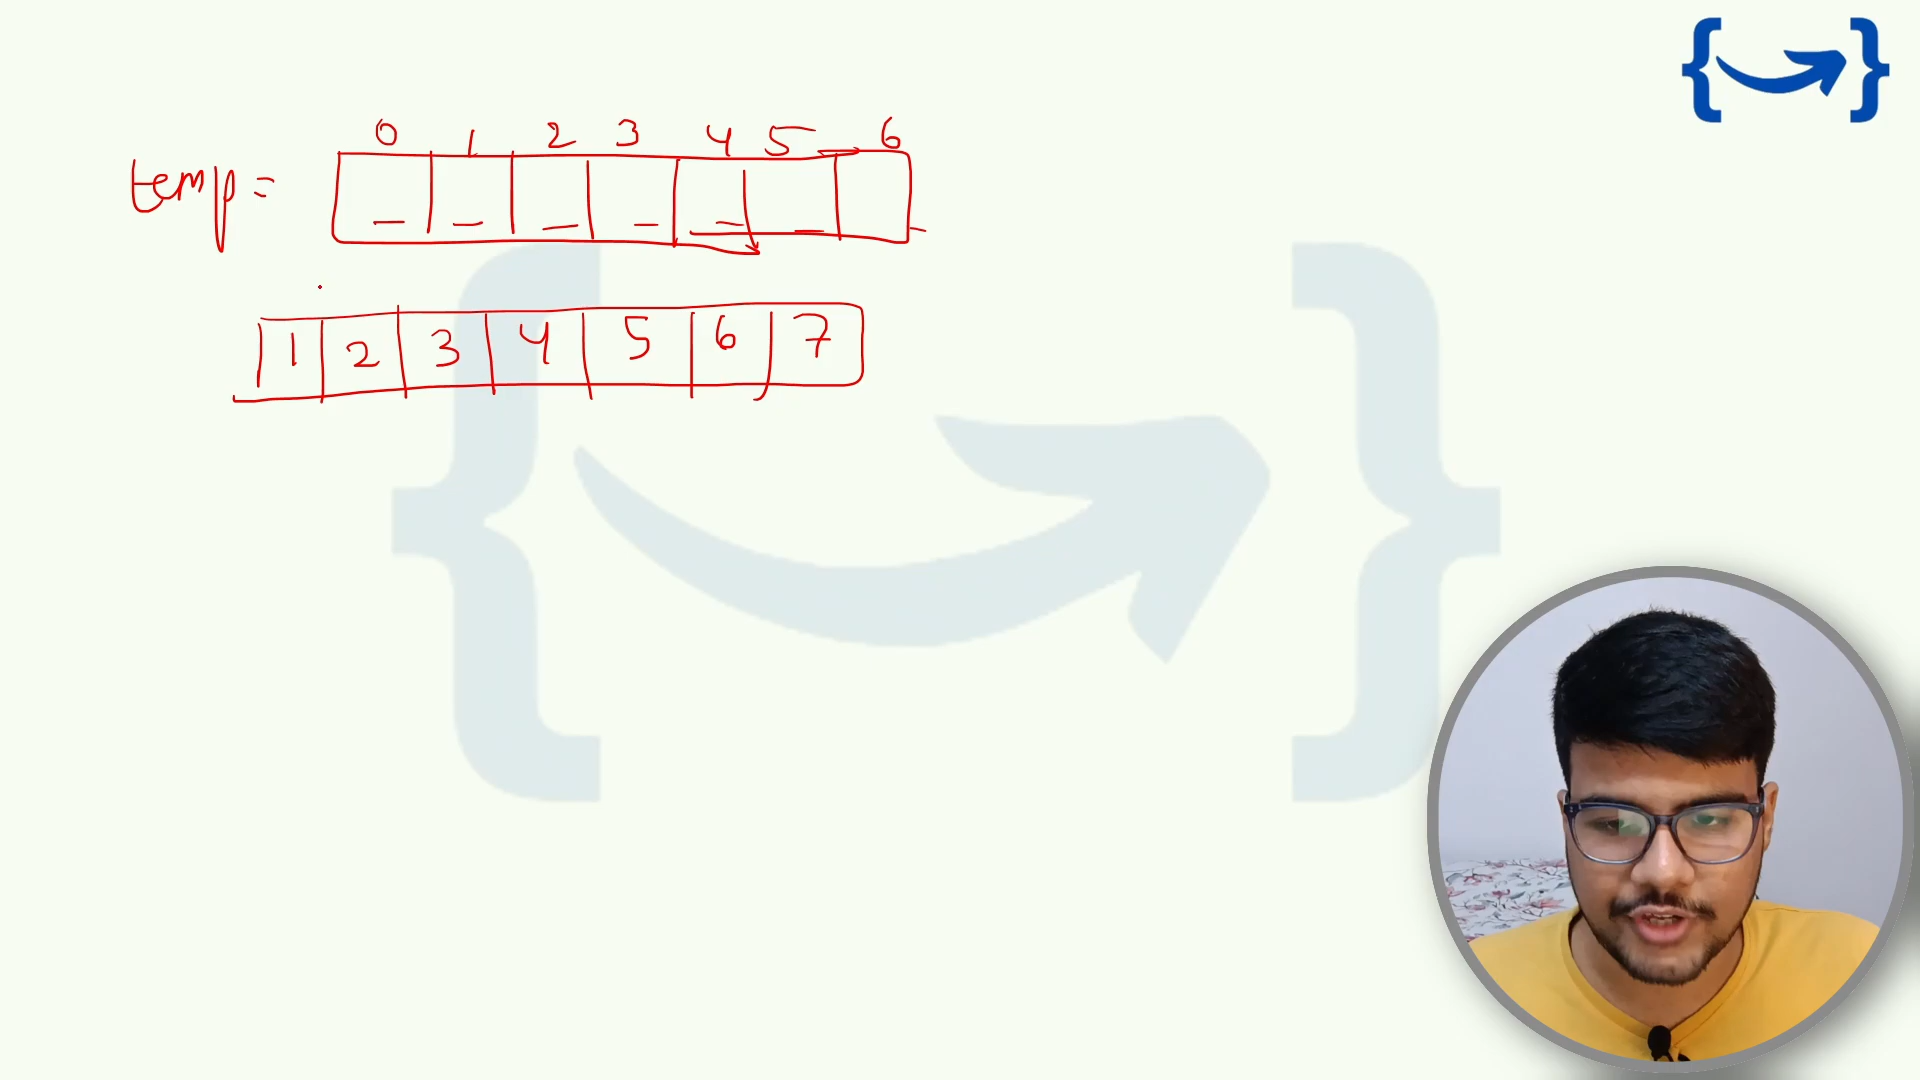 0 1 2 3 4 5 6
temp = _ _ _ _ _ _ _
1 2 3 4 5 6 7